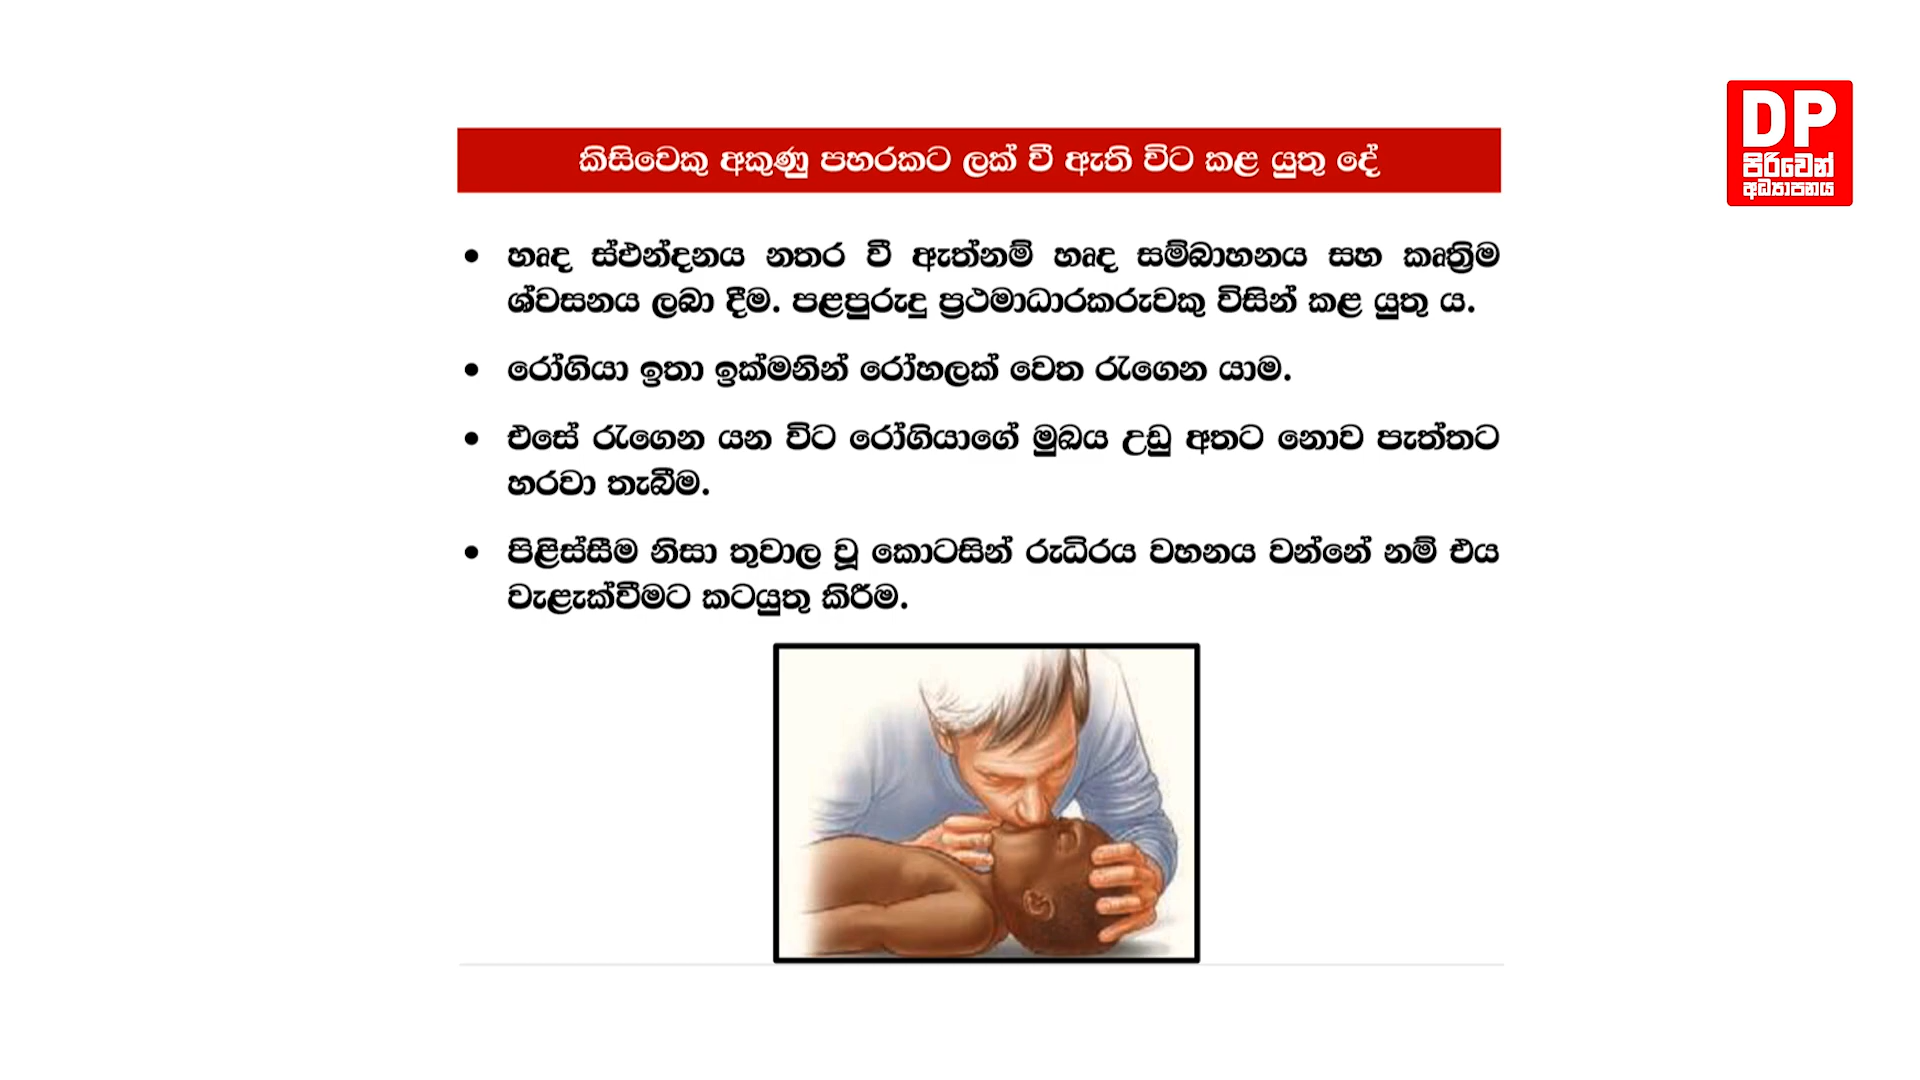 කිසිවෙකු අකුණු පහරකට ලක් වී ඇති විට කළ යුතු දේ
DP
පිරිවෙන්
අධ්‍යාපනය
• හෘද ස්ඵන්දනය නතර වී ඇත්නම් හෘද සම්බාහනය සහ කෘත්‍රිම
ශ්වසනය ලබා දීම. පළපුරුදු ප්‍රථමාධාරකරුවකු විසින් කළ යුතු ය.
• රෝගියා ඉතා ඉක්මනින් රෝහලක් වෙත රැගෙන යාම.
• එසේ රැගෙන යන විට රෝගියාගේ මුඛය උඩු අතට නොව පැත්තට
හරවා තැබීම.
• පිළිස්සීම නිසා තුවාල වූ කොටසින් රුධිරය වහනය වන්නේ නම් එය
වැළැක්වීමට කටයුතු කිරීම.